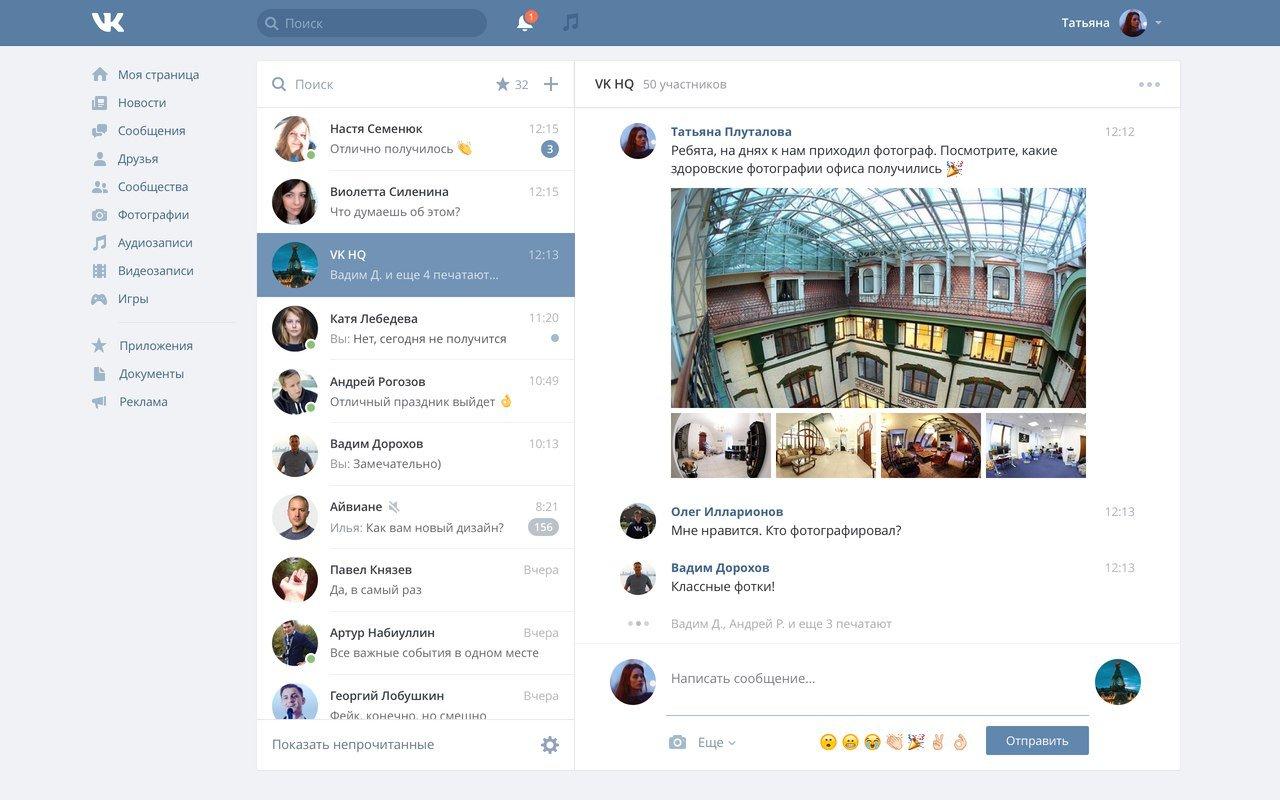 Поиск
1
Татьяна
Моя страница
Новости
Сообщения
Друзья
Сообщества
Фотографии
Аудиозаписи
Видеозаписи
Игры
Приложения
Документы
Реклама
Поиск
32
Настя Семенюк 12:15
Отлично получилось 👏 3
Виолетта Силенина 12:15
Что думаешь об этом?
VK HQ 12:13
Вадим Д. и еще 4 печатают...
Катя Лебедева 11:20
Вы: Нет, сегодня не получится
Андрей Рогозов 10:49
Отличный праздник выйдет 👌
Вадим Дорохов 10:13
Вы: Замечательно)
Айвиане 8:21
Илья: Как вам новый дизайн? 156
Павел Князев Вчера
Да, в самый раз
Артур Набиуллин Вчера
Все важные события в одном месте
Георгий Лобушкин Вчера
Фейк, конечно, но смешно
Показать непрочитанные
VK HQ 50 участников
Татьяна Плуталова 12:12
Ребята, на днях к нам приходил фотограф. Посмотрите, какие
здоровские фотографии офиса получились 🎉
Олег Илларионов 12:13
Мне нравится. Кто фотографировал?
Вадим Дорохов 12:13
Классные фотки!
Вадим Д., Андрей Р. и еще 3 печатают
Написать сообщение...
Еще
Отправить